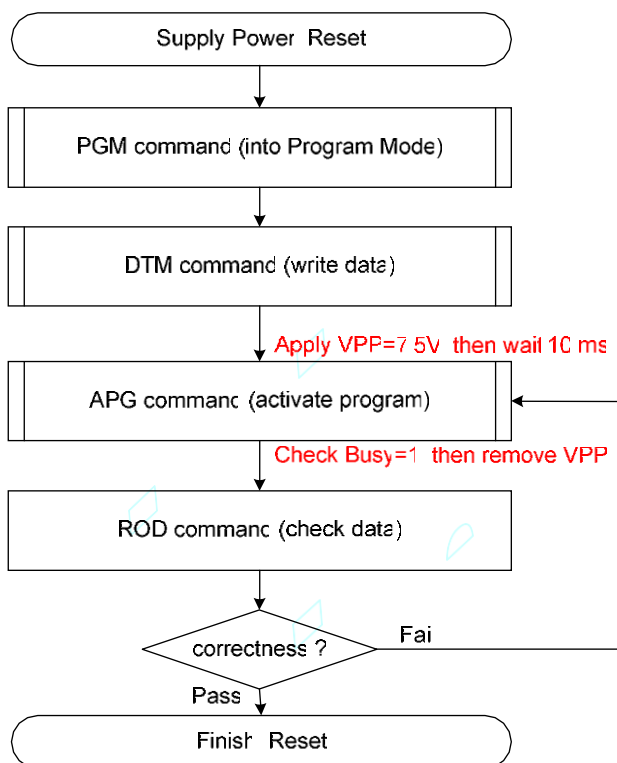 Supply Power Reset
PGM command (into Program Mode)
DTM command (write data)
Apply VPP=7 5V then wait 10 ms
APG command (activate program)
Check Busy=1 then remove VPP
ROD command (check data)
correctness ?
Fai
Pass
Finish Reset